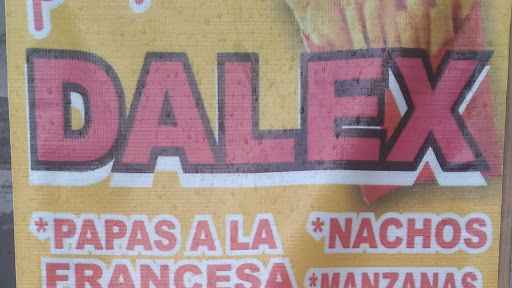 DALEX
*PAPAS A LA *NACHOS
FRANCESA *MANZANAS